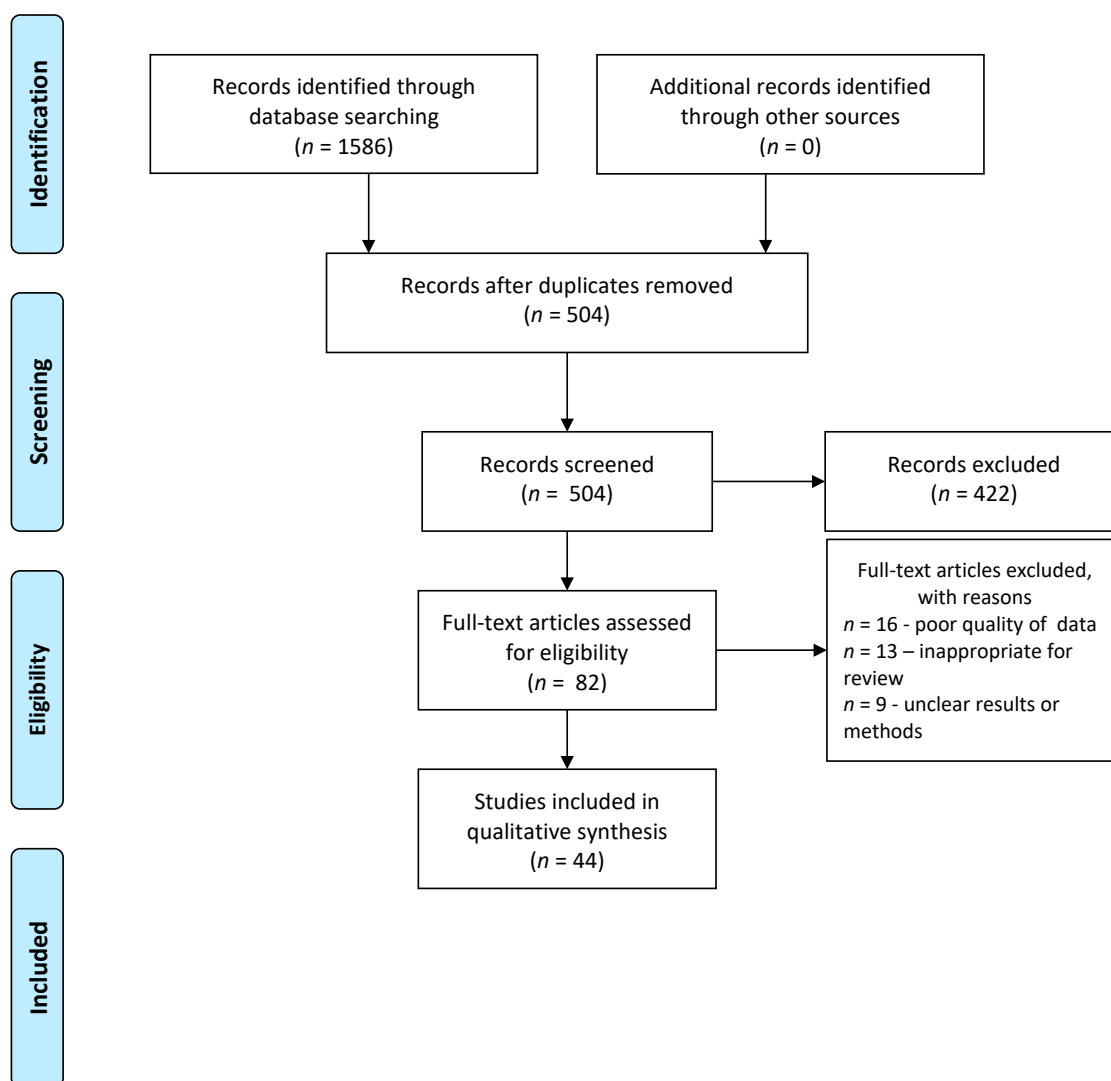 Identification
Records identified through
database searching
(n = 1586)
Additional records identified
through other sources
(n = 0)
Records after duplicates removed
(n = 504)
Screening
Records screened
(n = 504)
Records excluded
(n = 422)
Eligibility
Full-text articles assessed
for eligibility
(n = 82)
Full-text articles excluded,
with reasons
n = 16 - poor quality of data
n = 13 – inappropriate for
review
n = 9 - unclear results or
methods
Studies included in
qualitative synthesis
(n = 44)
Included